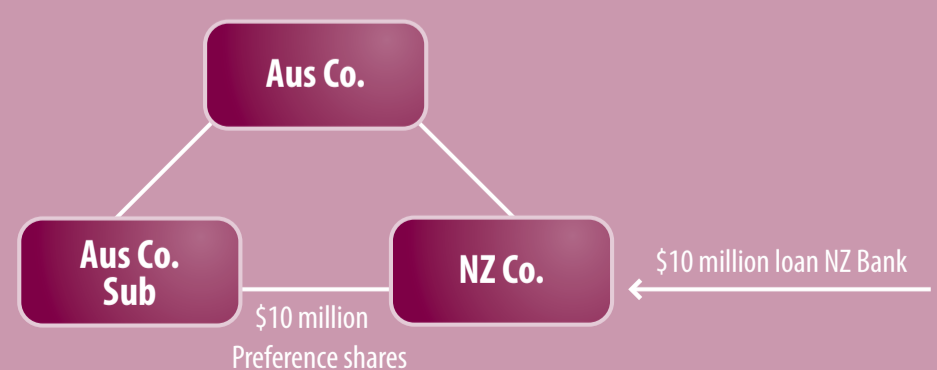 Aus Co.
Aus Co.
Sub
NZ Co.
$10 million loan NZ Bank
$10 million
Preference shares